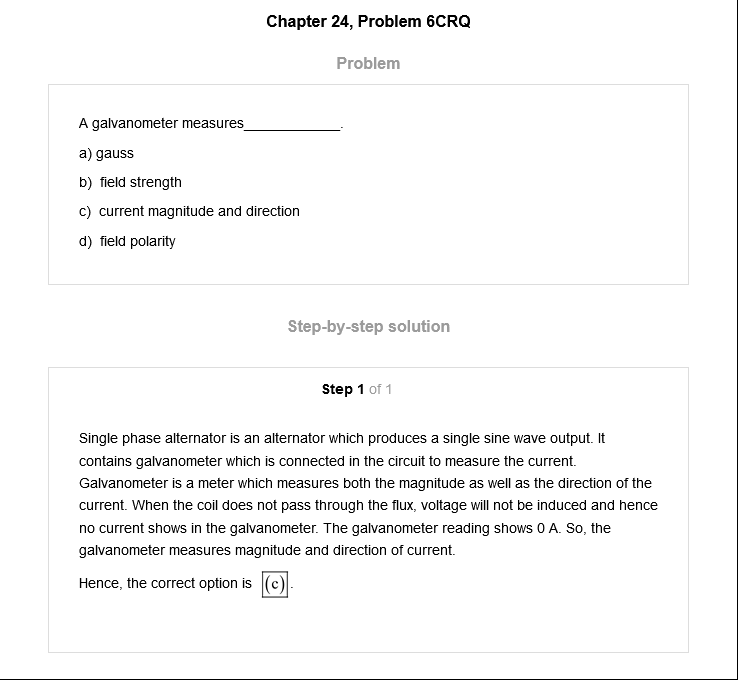 Chapter 24, Problem 6CRQ
Problem
A galvanometer measures____________.
a) gauss
b) field strength
c) current magnitude and direction
d) field polarity
Step-by-step solution
Step 1 of 1
Single phase alternator is an alternator which produces a single sine wave output. It
contains galvanometer which is connected in the circuit to measure the current.
Galvanometer is a meter which measures both the magnitude as well as the direction of the
current. When the coil does not pass through the flux, voltage will not be induced and hence
no current shows in the galvanometer. The galvanometer reading shows 0 A. So, the
galvanometer measures magnitude and direction of current.
Hence, the correct option is (c).